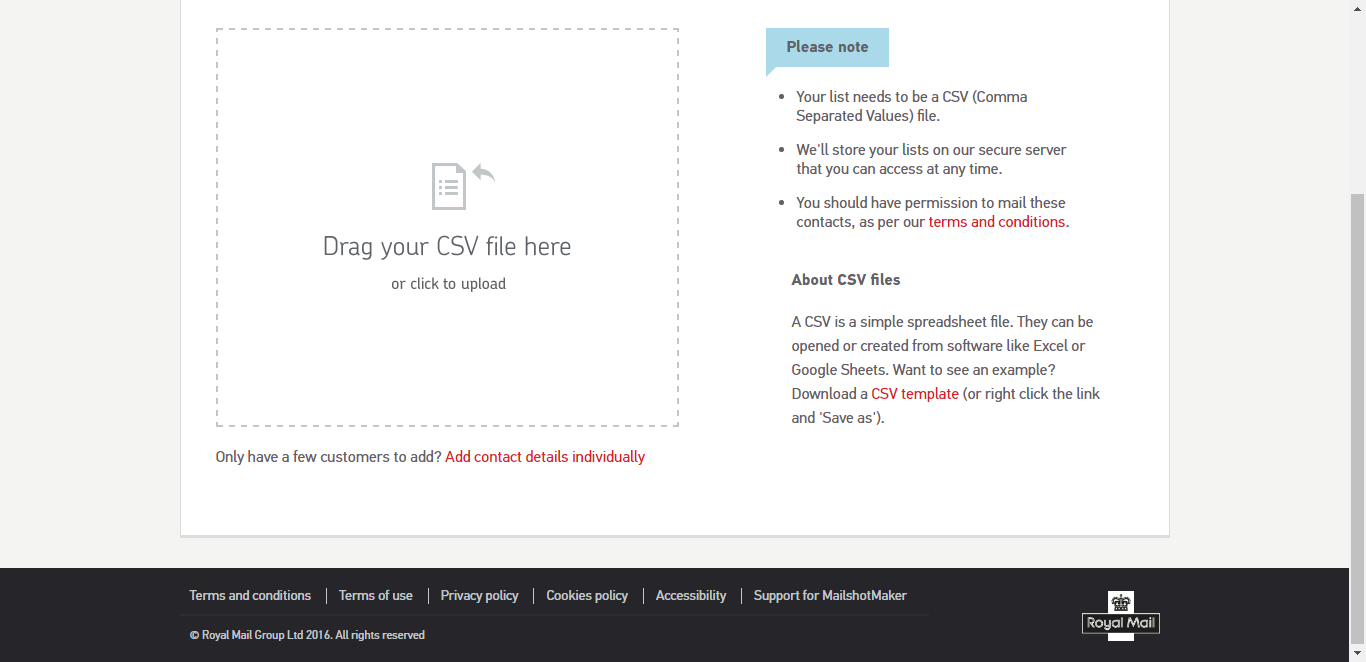 Drag your CSV file here
or click to upload
Only have a few customers to add? Add contact details individually
Please note
Your list needs to be a CSV (Comma
Separated Values) file.
We'll store your lists on our secure server
that you can access at any time.
You should have permission to mail these
contacts, as per our terms and conditions.
About CSV files
A CSV is a simple spreadsheet file. They can be
opened or created from software like Excel or
Google Sheets. Want to see an example?
Download a CSV template (or right click the link
and 'Save as').
Terms and conditions | Terms of use | Privacy policy | Cookies policy | Accessibility | Support for MailshotMaker
© Royal Mail Group Ltd 2016. All rights reserved
Royal Mail